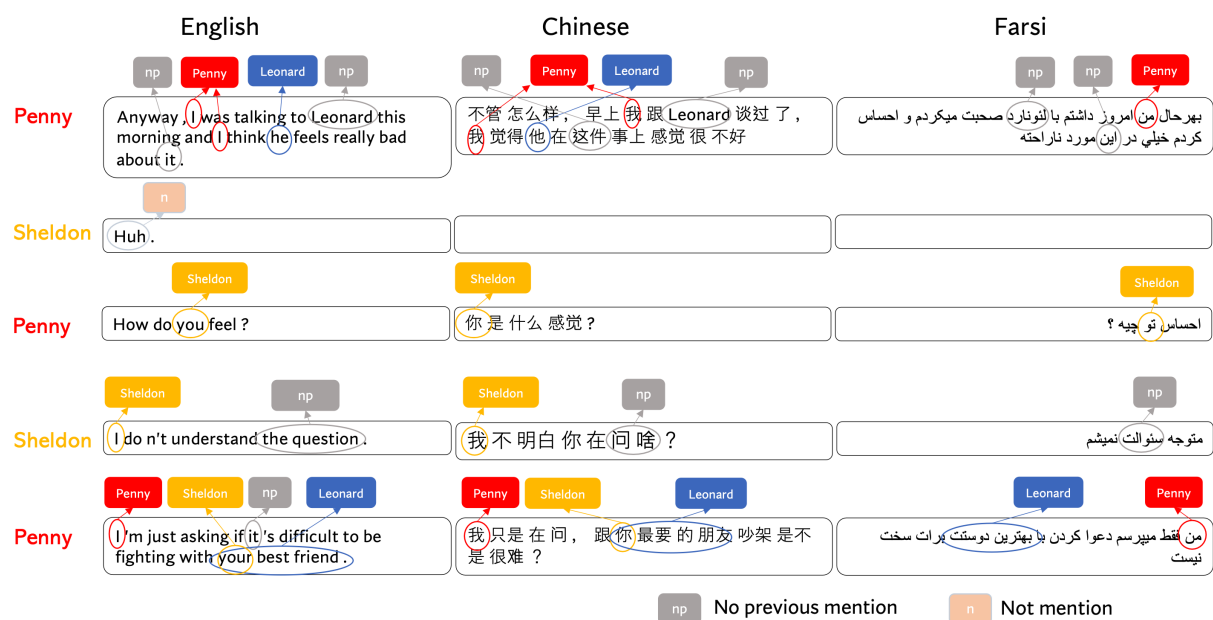 English Chinese Farsi
np Penny Leonard np
np Penny Leonard np
np np Penny
Penny
Anyway , I was talking to Leonard this
morning and I think he feels really bad
about it .
不管 怎么样， 早上 我 跟 Leonard 谈过 了，
我 觉得 他 在 这件 事上 感觉 很 不好
بهرحال من امروز داشتم با لئونارد صحبت میکردم و احساس
کردم خیلي در این مورد ناراحته
n
Sheldon
Huh .
Sheldon
Sheldon
Sheldon
Penny
How do you feel ?
你 是 什么 感觉 ?
احساس تو چیه ؟
Sheldon np
Sheldon np
np
Sheldon
I do n't understand the question .
我 不 明白 你 在 问 啥 ？
متوجه سئوالت نمیشم
Penny Sheldon np Leonard
Penny Sheldon Leonard
Leonard Penny
Penny
I 'm just asking if it 's difficult to be
fighting with your best friend .
我 只是 在 问， 跟 你 最要 的 朋友 吵架 是不
是 很难 ？
من فقط میپرسم دعوا کردن با بهترین دوستت برات سخت
نیست
np No previous mention n Not mention